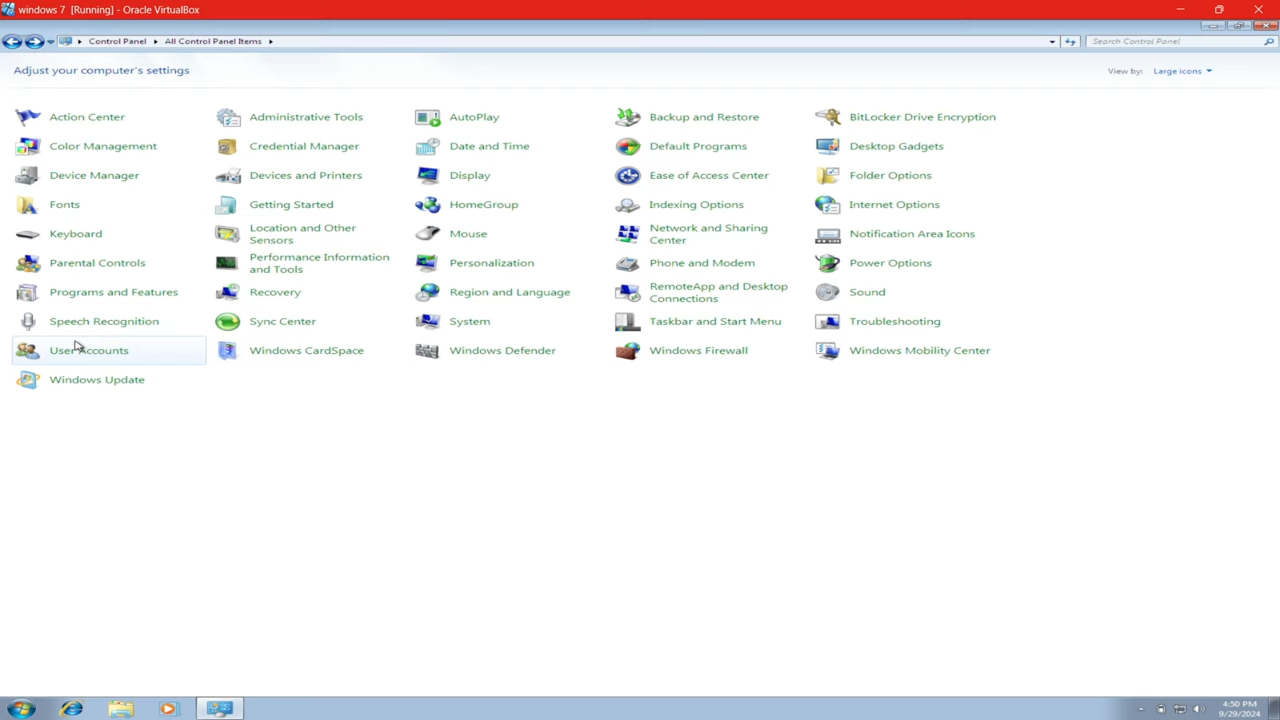 windows 7 [Running] - Oracle VirtualBox
Control Panel
All Control Panel Items
Search Control Panel
Adjust your computer's settings
View by: Large icons
Action Center
Administrative Tools
AutoPlay
Backup and Restore
BitLocker Drive Encryption
Color Management
Credential Manager
Date and Time
Default Programs
Desktop Gadgets
Device Manager
Devices and Printers
Display
Ease of Access Center
Folder Options
Fonts
Getting Started
HomeGroup
Indexing Options
Internet Options
Keyboard
Location and Other
Sensors
Mouse
Network and Sharing
Center
Notification Area Icons
Parental Controls
Performance Information
and Tools
Personalization
Phone and Modem
Power Options
Programs and Features
Recovery
Region and Language
RemoteApp and Desktop
Connections
Sound
Speech Recognition
Sync Center
System
Taskbar and Start Menu
Troubleshooting
User Accounts
Windows CardSpace
Windows Defender
Windows Firewall
Windows Mobility Center
Windows Update
4:50 PM
9/29/2024